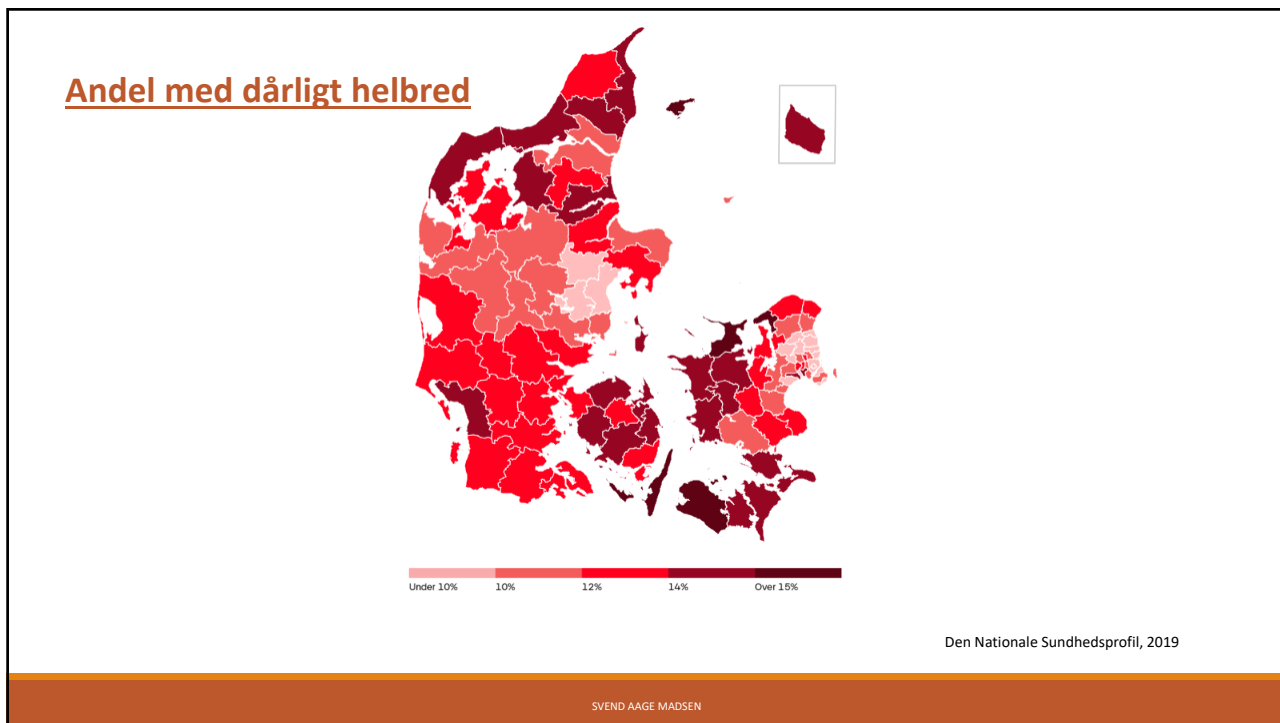 Andel med dårligt helbred
Under 10% 10% 12% 14% Over 15%
Den Nationale Sundhedsprofil, 2019
SVEND AAGE MADSEN